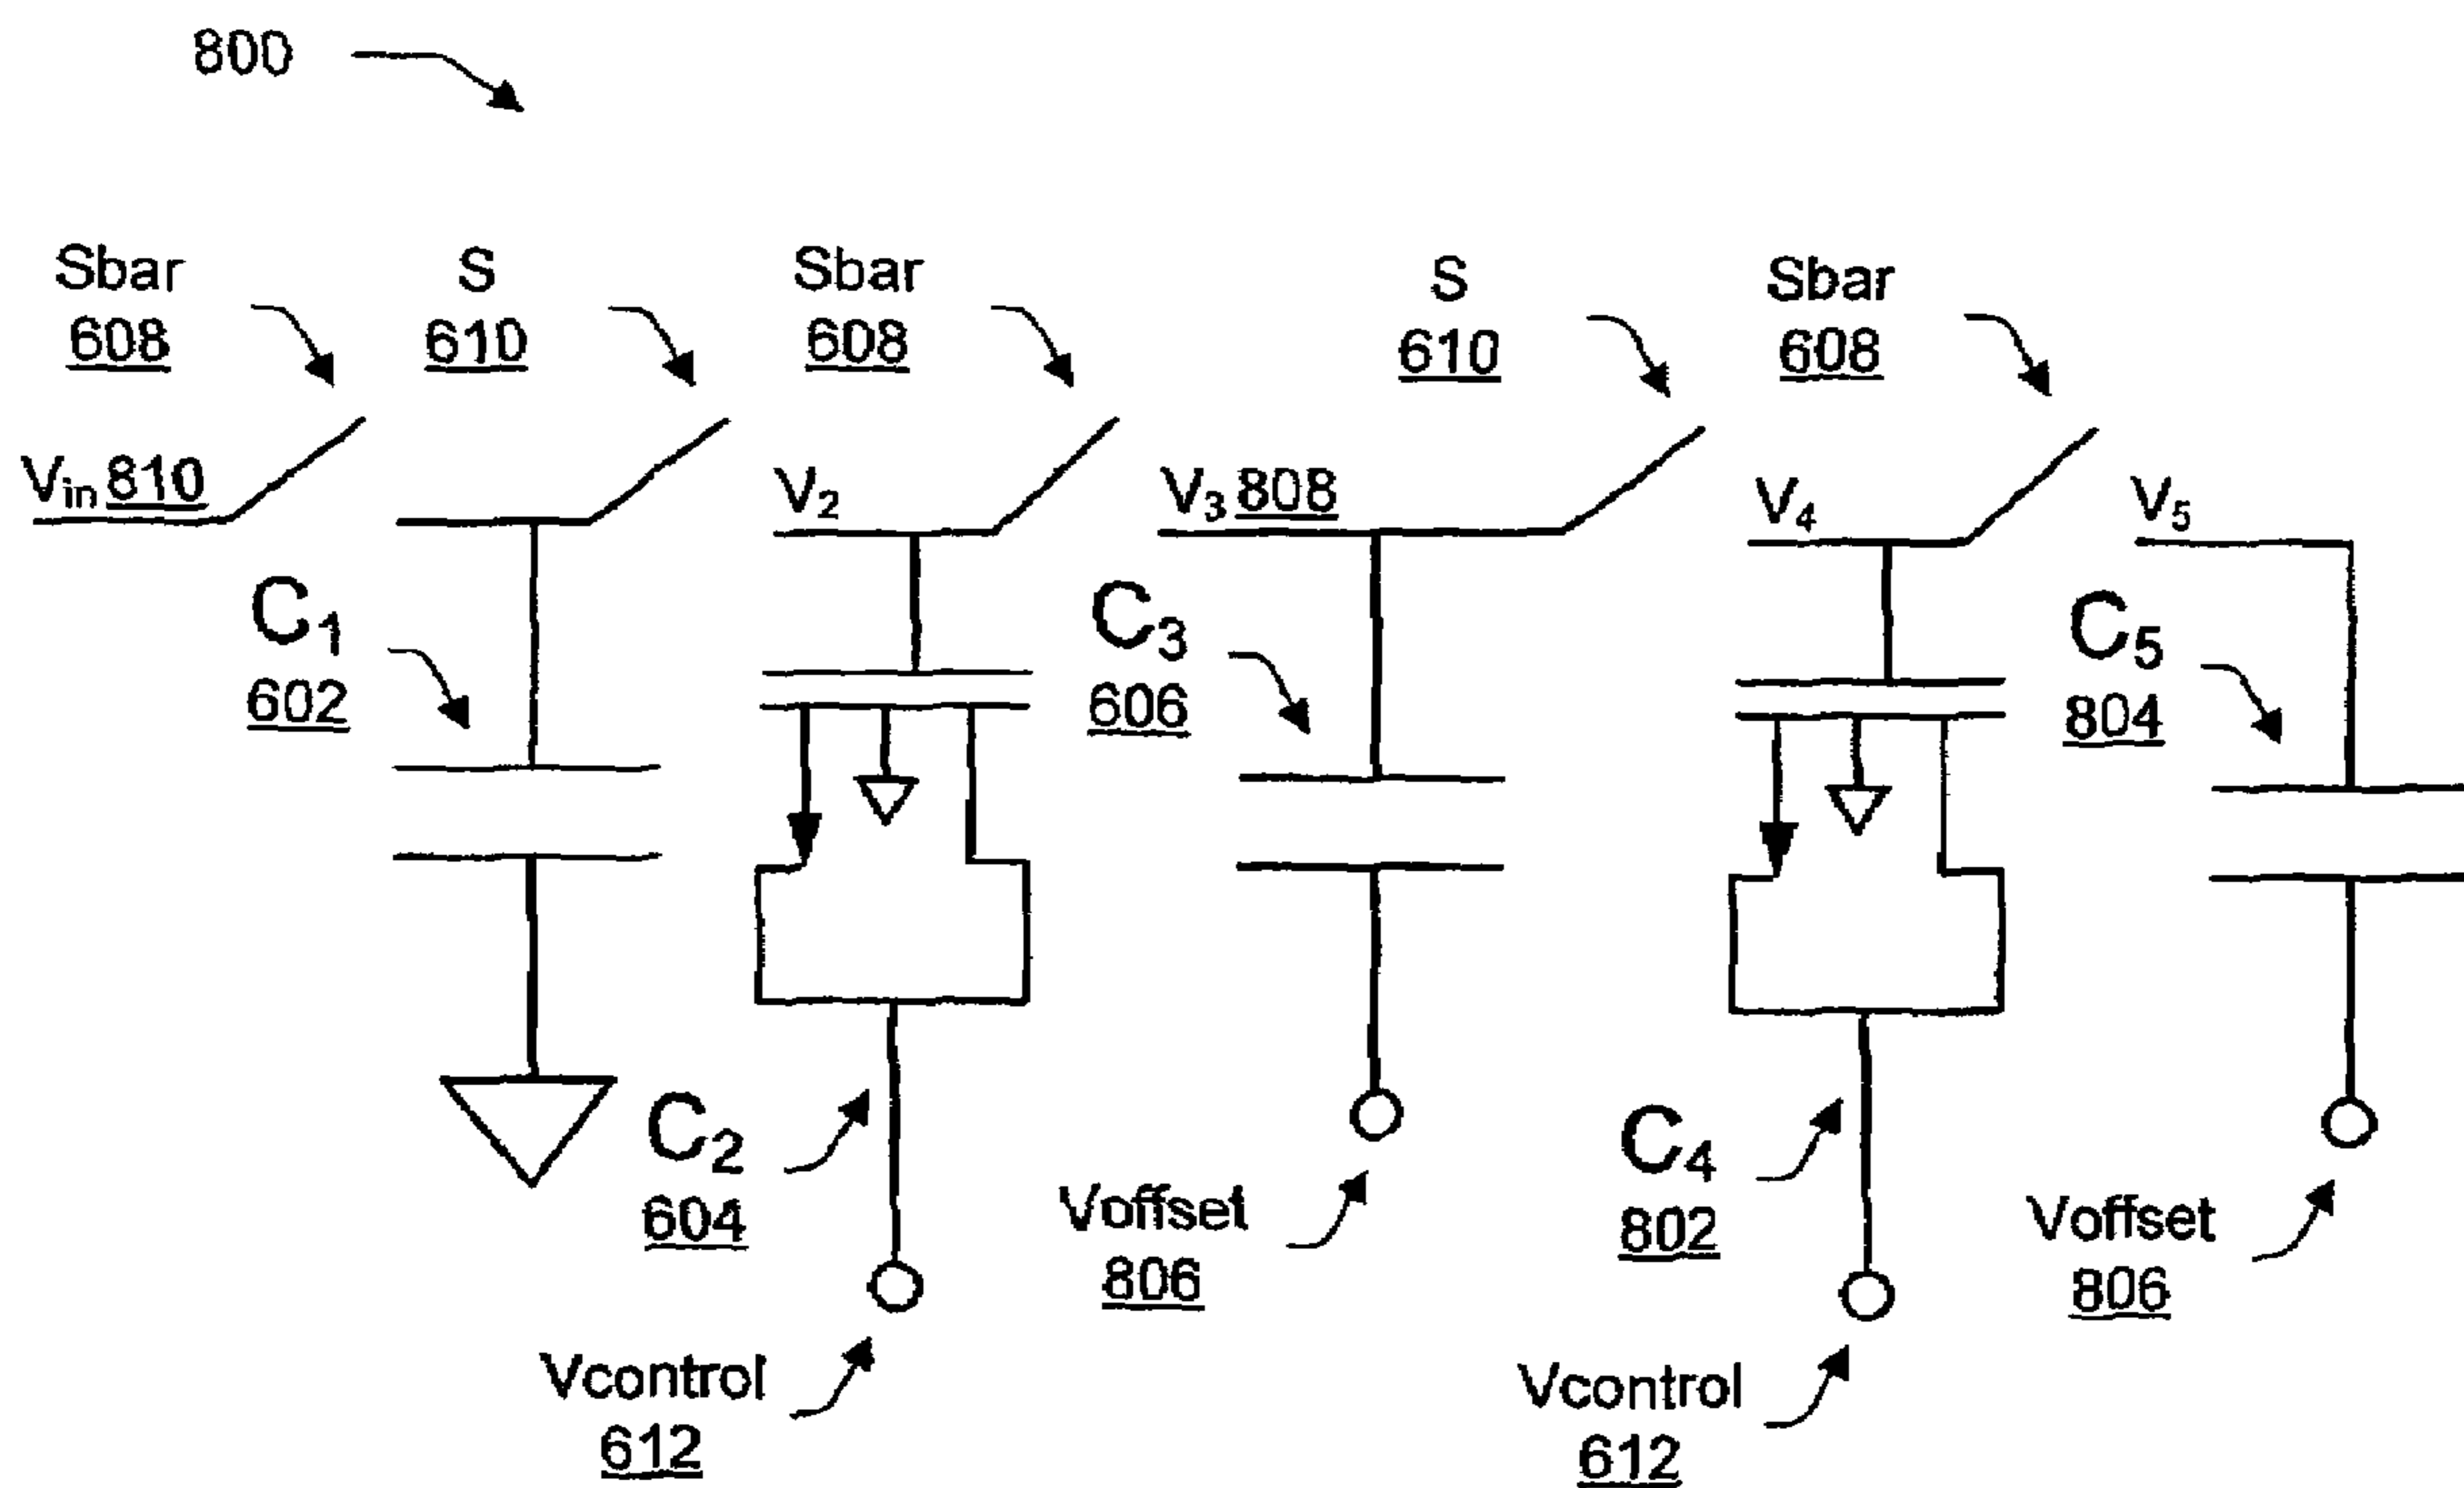 800
Sbar
608
S
610
Sbar
608
S
610
Sbar
608
Vin 810
V2
V3 808
V4
V5
C1
602
C3
606
C5
804
C2
604
Voffset
806
C4
802
Voffset
806
Vcontrol
612
Vcontrol
612